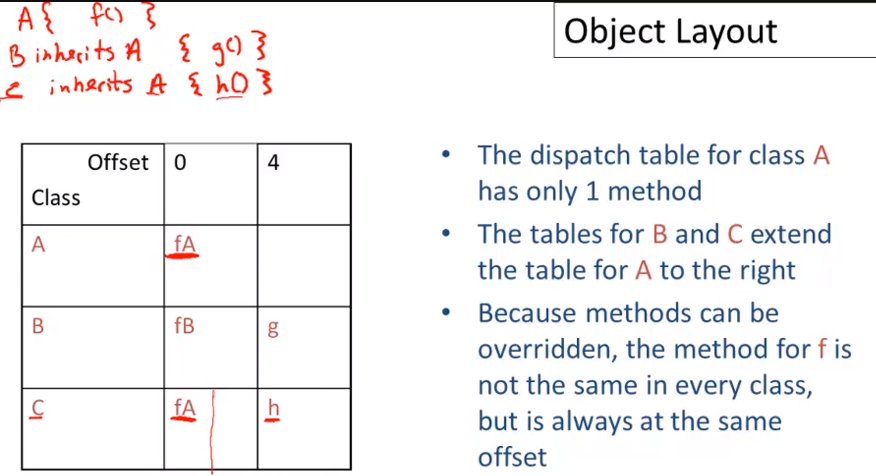 A { f() }
B inherits A { g() }
C inherits A { h() }
Object Layout
Offset 0 4
Class
A fA
B fB g
C fA h
• The dispatch table for class A
has only 1 method
• The tables for B and C extend
the table for A to the right
• Because methods can be
overridden, the method for f is
not the same in every class,
but is always at the same
offset